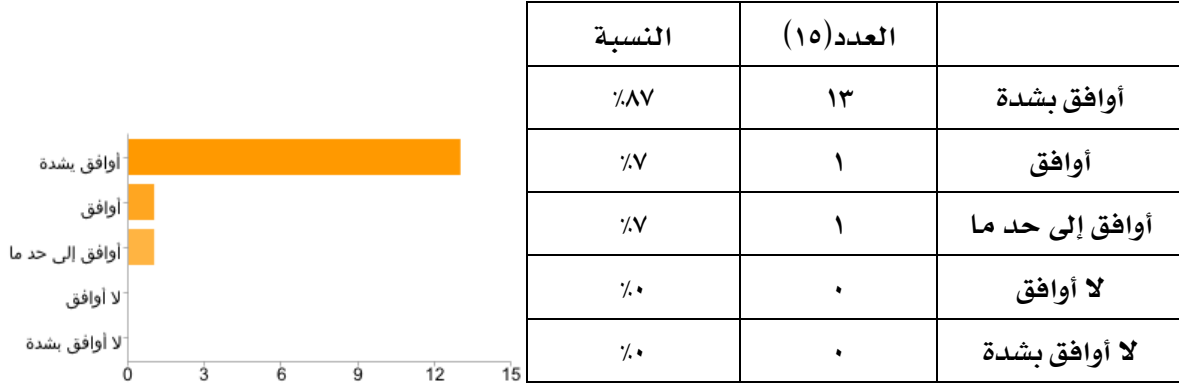 العدد(١٥) النسبة
أوافق بشدة ١٣ ٨٧٪
أوافق ١ ٧٪
أوافق إلى حد ما ١ ٧٪
لا أوافق ٠ ٠٪
لا أوافق بشدة ٠ ٠٪
أوافق يشدة
أوافق
أوافق إلى حد ما
لا أوافق
لا أوافق بشدة
0 3 6 9 12 15